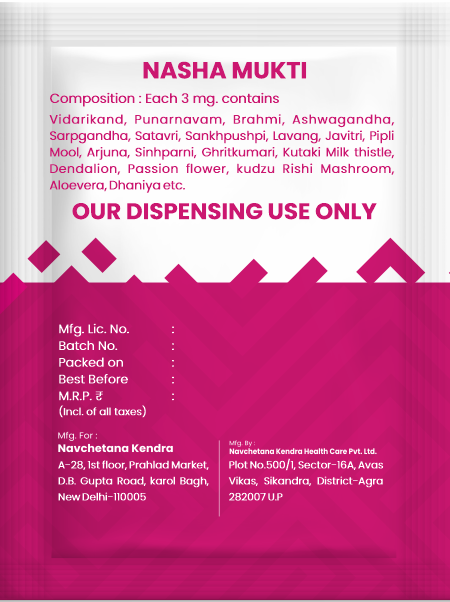 NASHA MUKTI
Composition : Each 3 mg. contains
Vidarikand, Punarnavam, Brahmi, Ashwagandha,
Sarpgandha, Satavri, Sankhpushpi, Lavang, Javitri, Pipli
Mool, Arjuna, Sinhparni, Ghritkumari, Kutaki Milk thistle,
Dendalion, Passion flower, kudzu Rishi Mashroom,
Aloevera, Dhaniya etc.
OUR DISPENSING USE ONLY
Mfg. Lic. No. :
Batch No. :
Packed on :
Best Before :
M.R.P. ₹ :
(Incl. of all taxes)
Mfg. For :
Navchetana Kendra
A-28, 1st floor, Prahlad Market,
D.B. Gupta Road, karol Bagh,
New Delhi-110005
Mfg. By :
Navchetana Kendra Health Care Pvt. Ltd.
Plot No.500/1, Sector-16A, Avas
Vikas, Sikandra, District-Agra
282007 U.P